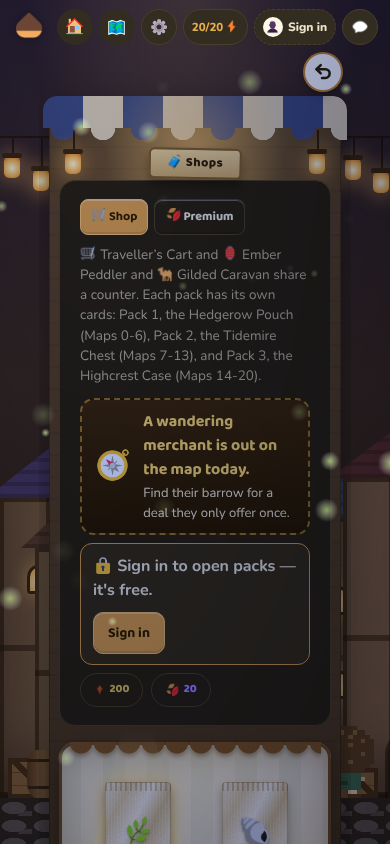 20/20
Sign in
Shops
Shop
Premium
Traveller's Cart and Ember
Peddler and Gilded Caravan share
a counter. Each pack has its own
cards: Pack 1, the Hedgerow Pouch
(Maps 0-6), Pack 2, the Tidemire
Chest (Maps 7-13), and Pack 3, the
Highcrest Case (Maps 14-20).
A wandering
merchant is out on
the map today.
Find their barrow for a
deal they only offer once.
Sign in to open packs —
it's free.
Sign in
200
20